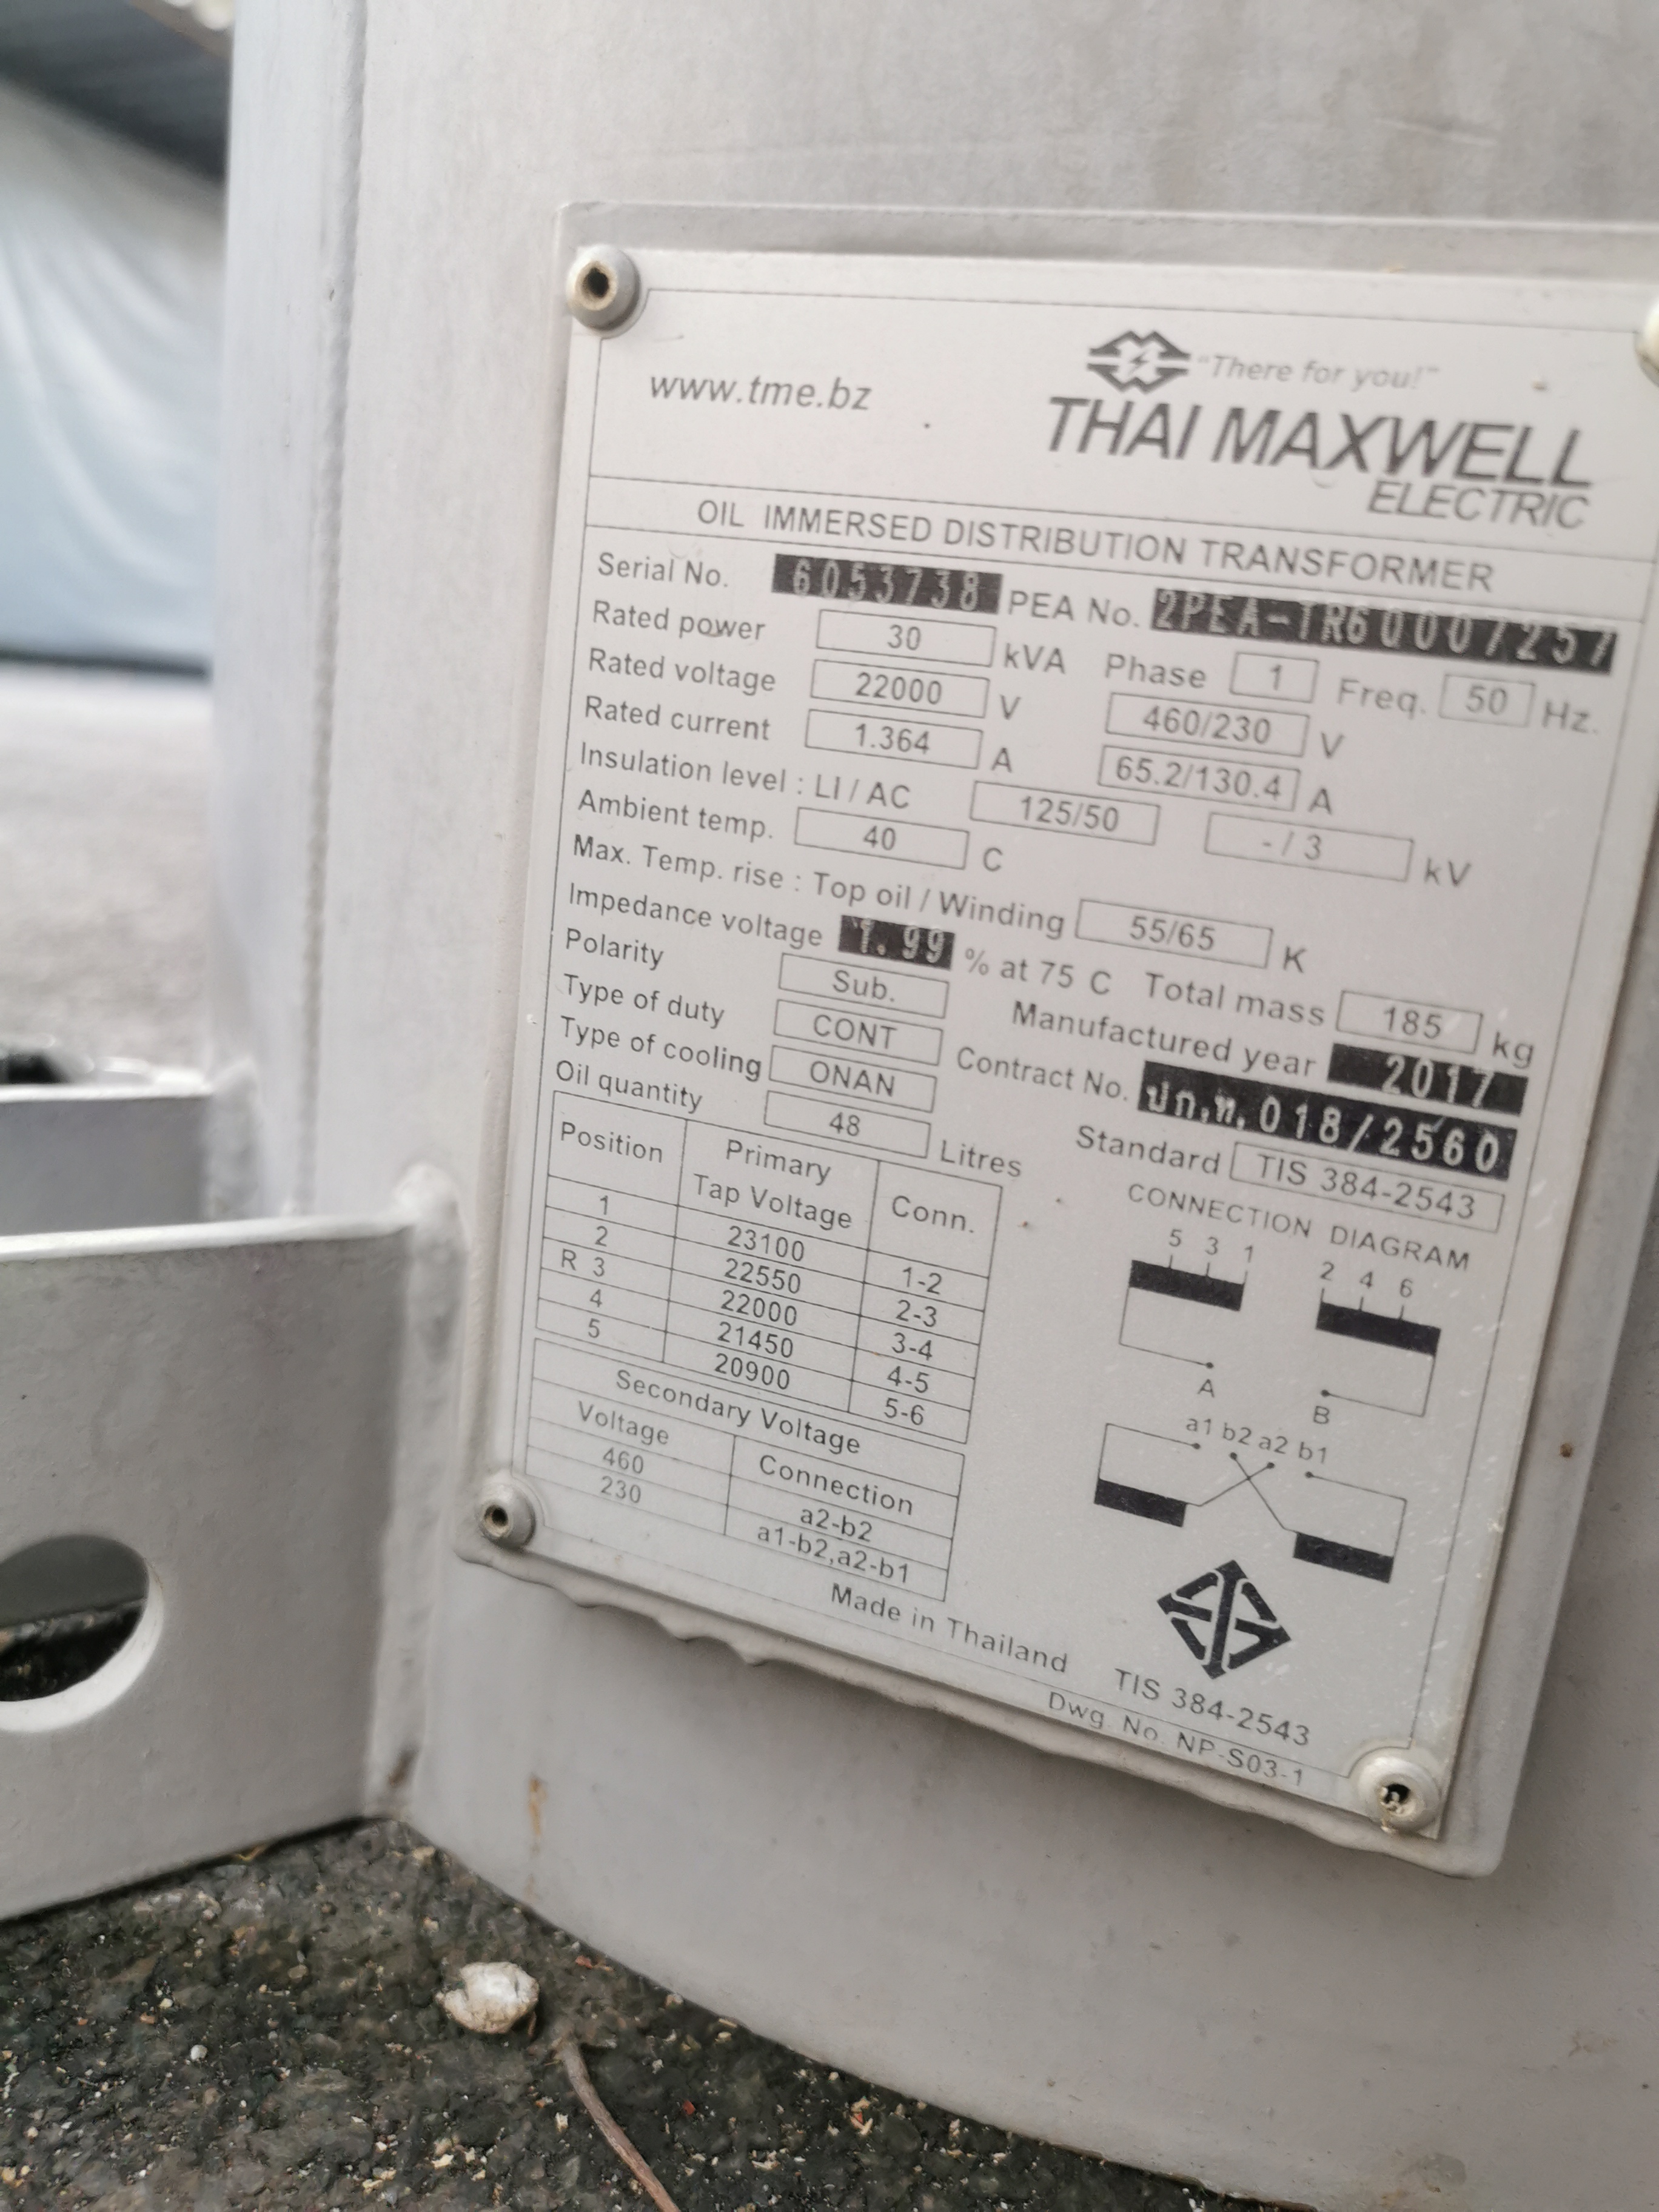 www.tme.bz
"There for you!"
THAI MAXWELL
ELECTRIC
OIL IMMERSED DISTRIBUTION TRANSFORMER
Serial No. 6053738 PEA No. 2PEA-TR60007257
Rated power 30 kVA Phase 1 Freq. 50 Hz.
Rated voltage 22000 V 460/230 V
Rated current 1.364 A 65.2/130.4 A
Insulation level : LI / AC 125/50 - / 3 kV
Ambient temp. 40 C
Max. Temp. rise : Top oil / Winding 55/65 K
Impedance voltage 1.99 % at 75 C Total mass 185 kg
Polarity Sub. Manufactured year 2017
Type of duty CONT Contract No. ปก.ท. 018/2560
Type of cooling ONAN Standard TIS 384-2543
Oil quantity 48 Litres
Position Primary Tap Voltage Conn.
1 23100 1-2
2 22550 2-3
R 3 22000 3-4
4 21450 4-5
5 20900 5-6
Secondary Voltage
Voltage Connection
460 a2-b2
230 a1-b2,a2-b1
CONNECTION DIAGRAM
5 3 1 2 4 6
A B
a1 b2 a2 b1
Made in Thailand
TIS 384-2543
Dwg. No. NP-S03-1